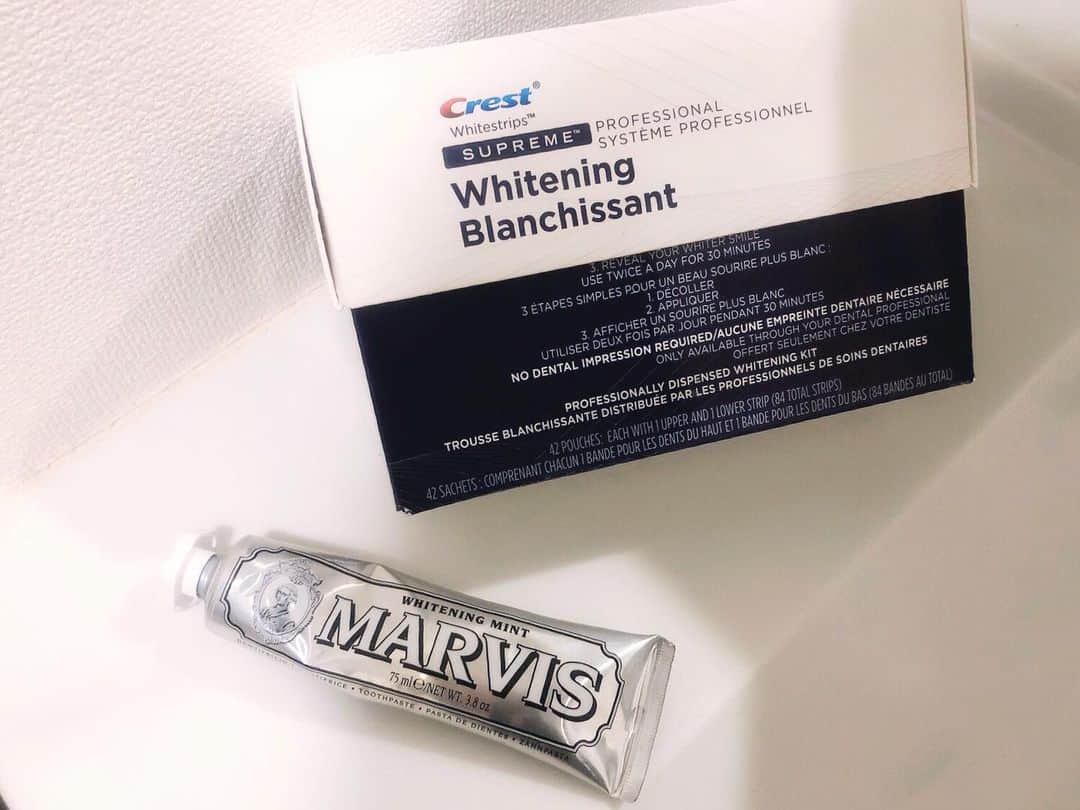 Crest®
Whitestrips™
SUPREME™ PROFESSIONAL
SYSTÈME PROFESSIONNEL
Whitening
Blanchissant
3. REVEAL YOUR WHITER SMILE
USE TWICE A DAY FOR 30 MINUTES
3 ÉTAPES SIMPLES POUR UN BEAU SOURIRE PLUS BLANC :
1. DÉCOLLER
2. APPLIQUER
3. AFFICHER UN SOURIRE PLUS BLANC
UTILISER DEUX FOIS PAR JOUR PENDANT 30 MINUTES
NO DENTAL IMPRESSION REQUIRED/AUCUNE EMPREINTE DENTAIRE NÉCESSAIRE
ONLY AVAILABLE THROUGH YOUR DENTAL PROFESSIONAL
OFFERT SEULEMENT CHEZ VOTRE DENTISTE
PROFESSIONALLY DISPENSED WHITENING KIT
TROUSSE BLANCHISSANTE DISTRIBUÉE PAR LES PROFESSIONNELS DE SOINS DENTAIRES
42 POUCHES: EACH WITH 1 UPPER AND 1 LOWER STRIP (84 TOTAL STRIPS)
42 SACHETS : COMPRENANT CHACUN 1 BANDE POUR LES DENTS DU HAUT ET 1 BANDE POUR LES DENTS DU BAS (84 BANDES AU TOTAL)
WHITENING MINT
MARVIS
75 ml ℮/NET WT. 3.8 oz
• TOOTHPASTE • PASTA DE DIENTES • ZAHNPASTA